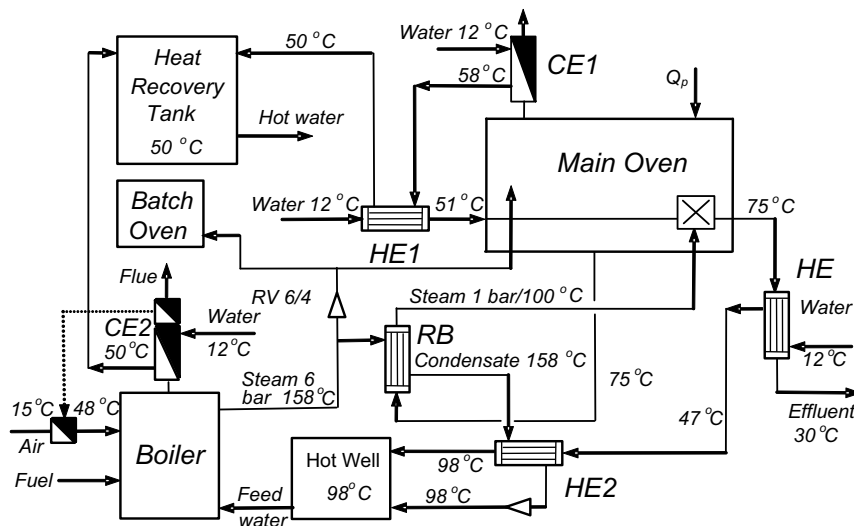 Heat
Recovery
Tank
50 °C
50 °C
Hot water
Water 12 °C
58 °C
CE1
Qp
Main Oven
75 °C
Batch
Oven
Water 12 °C
51 °C
HE1
HE
Water
12 °C
Effluent
30 °C
Flue
CE2
Water
12 °C
50 °C
RV 6/4
Steam 1 bar/100 °C
RB
Condensate 158 °C
75 °C
Steam 6
bar 158 °C
47 °C
15 °C
48 °C
Air
Fuel
Boiler
Feed
water
Hot Well
98 °C
98 °C
98 °C
HE2